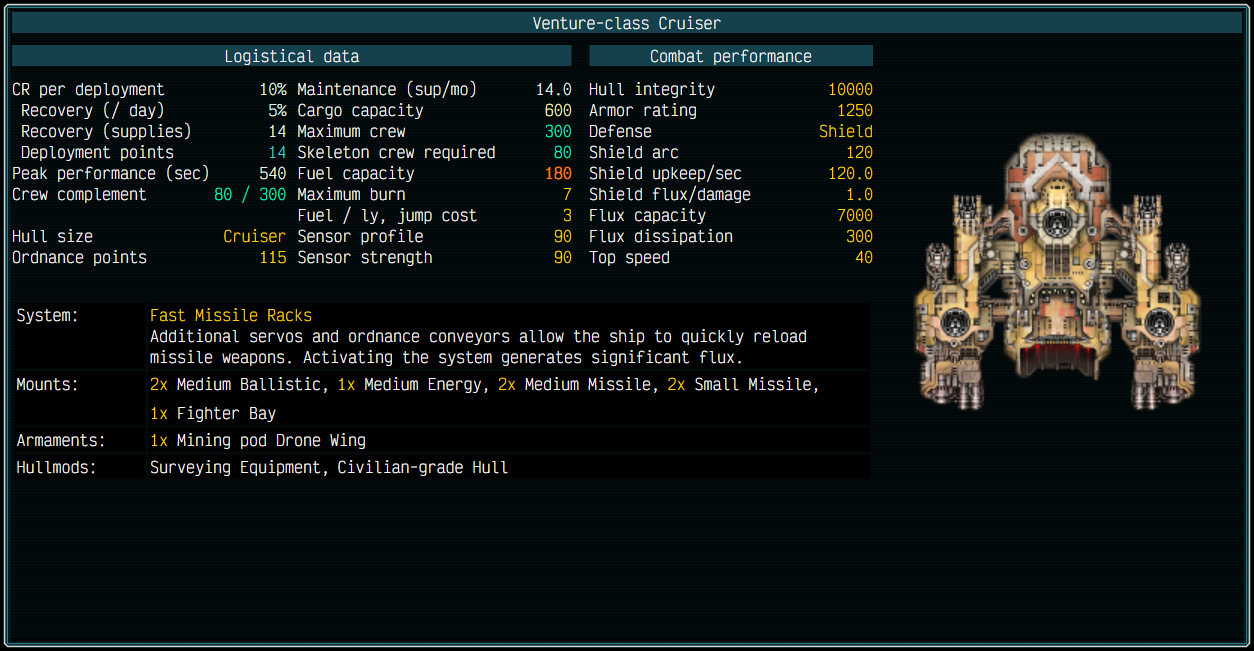 Venture-class Cruiser
Logistical data Combat performance
CR per deployment 10% Maintenance (sup/mo) 14.0 Hull integrity 10000
Recovery (/ day) 5% Cargo capacity 600 Armor rating 1250
Recovery (supplies) 14 Maximum crew 300 Defense Shield
Deployment points 14 Skeleton crew required 80 Shield arc 120
Peak performance (sec) 540 Fuel capacity 180 Shield upkeep/sec 120.0
Crew complement 80 / 300 Maximum burn 7 Shield flux/damage 1.0
Fuel / ly, jump cost 3 Flux capacity 7000
Hull size Cruiser Sensor profile 90 Flux dissipation 300
Ordnance points 115 Sensor strength 90 Top speed 40
System: Fast Missile Racks
Additional servos and ordnance conveyors allow the ship to quickly reload
missile weapons. Activating the system generates significant flux.
Mounts: 2x Medium Ballistic, 1x Medium Energy, 2x Medium Missile, 2x Small Missile,
1x Fighter Bay
Armaments: 1x Mining pod Drone Wing
Hullmods: Surveying Equipment, Civilian-grade Hull